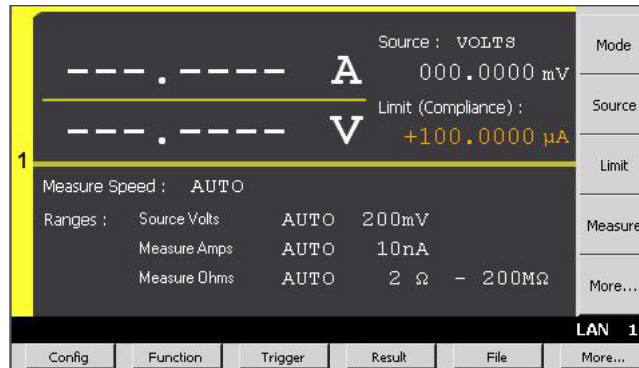 Source : VOLTS
---.---- A 000.0000 mV
Limit (Compliance) :
---.---- V +100.0000 µA
1
Measure Speed : AUTO
Ranges : Source Volts AUTO 200mV
Measure Amps AUTO 10nA
Measure Ohms AUTO 2 Ω - 200MΩ
Mode
Source
Limit
Measure
More...
LAN 1
Config Function Trigger Result File More...